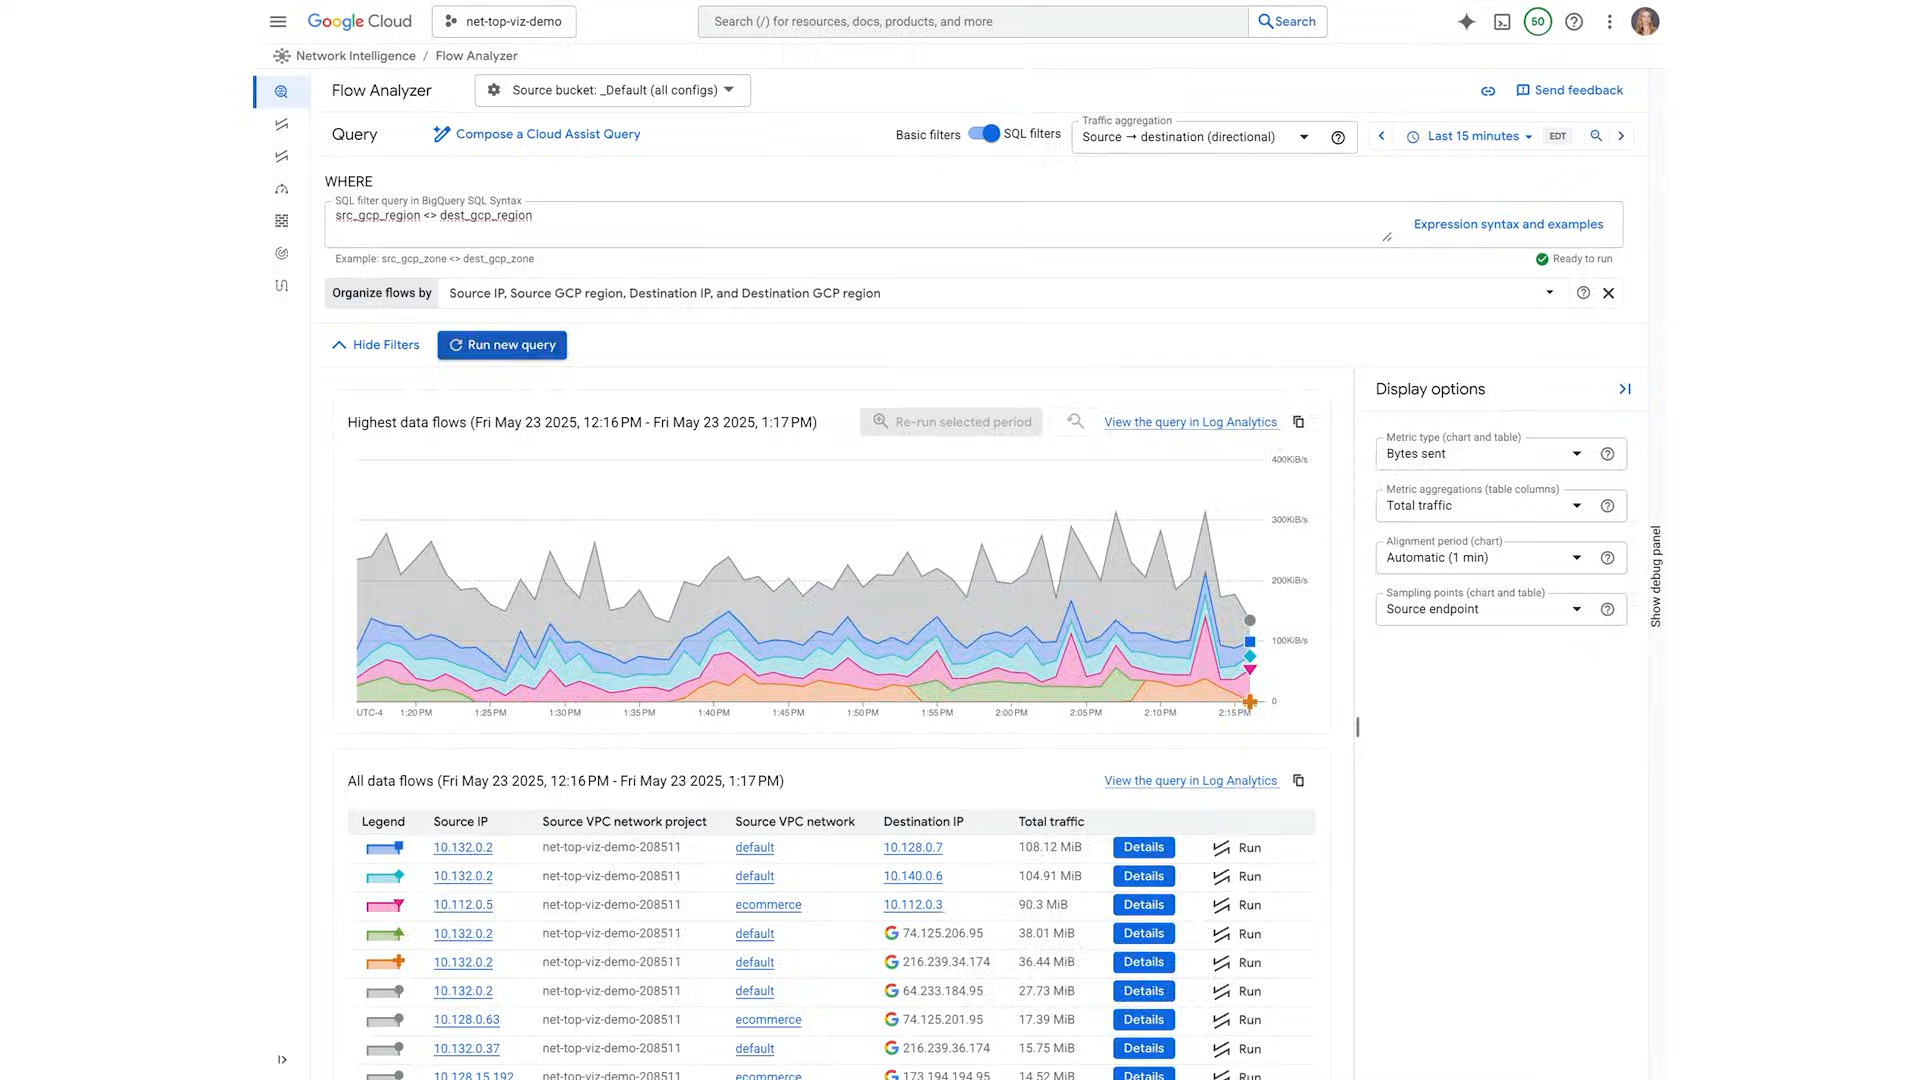 Google Cloud
net-top-viz-demo
Search (/) for resources, docs, products, and more
Search
50
Network Intelligence / Flow Analyzer
Flow Analyzer
Source bucket: _Default (all configs)
Send feedback
Query
Compose a Cloud Assist Query
Basic filters
SQL filters
Traffic aggregation
Source → destination (directional)
Last 15 minutes
EDT
WHERE
SQL filter query in BigQuery SQL Syntax
src_gcp_region <> dest_gcp_region
Expression syntax and examples
Example: src_gcp_zone <> dest_gcp_zone
Ready to run
Organize flows by
Source IP, Source GCP region, Destination IP, and Destination GCP region
Hide Filters
Run new query
Highest data flows (Fri May 23 2025, 12:16 PM - Fri May 23 2025, 1:17 PM)
Re-run selected period
View the query in Log Analytics
400KiB/s
300KiB/s
200KiB/s
100KiB/s
0
UTC-4 1:20 PM 1:25 PM 1:30 PM 1:35 PM 1:40 PM 1:45 PM 1:50 PM 1:55 PM 2:00 PM 2:05 PM 2:10 PM 2:15 PM
Display options
Metric type (chart and table)
Bytes sent
Metric aggregations (table columns)
Total traffic
Alignment period (chart)
Automatic (1 min)
Sampling points (chart and table)
Source endpoint
Show debug panel
All data flows (Fri May 23 2025, 12:16 PM - Fri May 23 2025, 1:17 PM)
View the query in Log Analytics
Legend Source IP Source VPC network project Source VPC network Destination IP Total traffic
10.132.0.2 net-top-viz-demo-208511 default 10.128.0.7 108.12 MiB Details Run
10.132.0.2 net-top-viz-demo-208511 default 10.140.0.6 104.91 MiB Details Run
10.112.0.5 net-top-viz-demo-208511 ecommerce 10.112.0.3 90.3 MiB Details Run
10.132.0.2 net-top-viz-demo-208511 default 74.125.206.95 38.01 MiB Details Run
10.132.0.2 net-top-viz-demo-208511 default 216.239.34.174 36.44 MiB Details Run
10.132.0.2 net-top-viz-demo-208511 default 64.233.184.95 27.73 MiB Details Run
10.128.0.63 net-top-viz-demo-208511 ecommerce 74.125.201.95 17.39 MiB Details Run
10.132.0.37 net-top-viz-demo-208511 default 216.239.36.174 15.75 MiB Details Run
10.128.15.192 net-top-viz-demo-208511 ecommerce 173.194.194.95 14.52 MiB Details Run